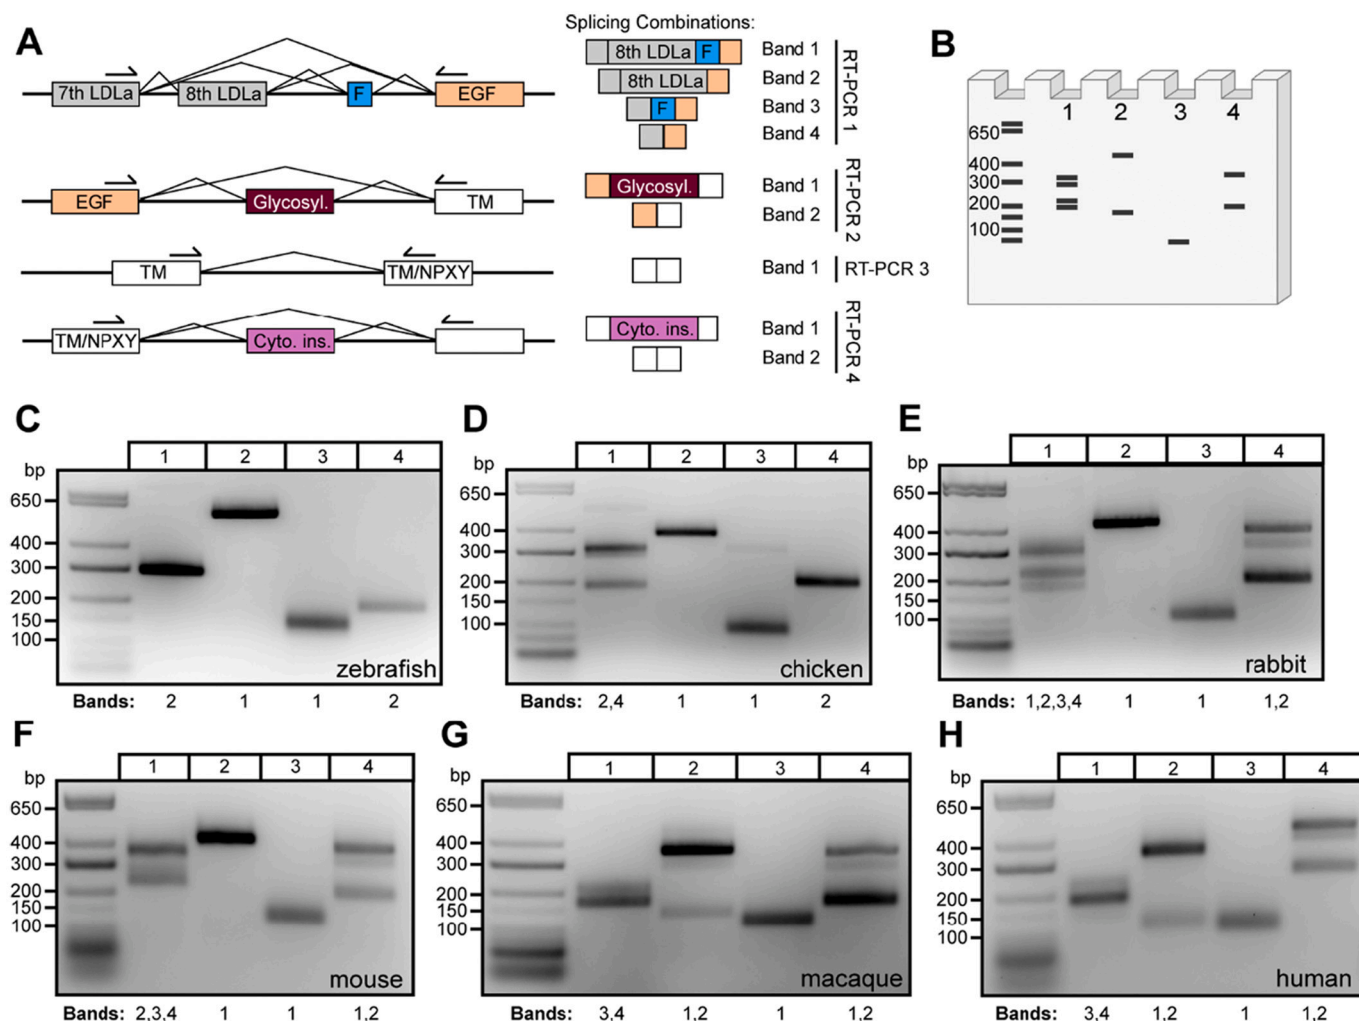 A
Splicing Combinations:
7th LDLa
8th LDLa
F
EGF
8th LDLa F
Band 1
8th LDLa
Band 2
F
Band 3
Band 4
RT-PCR 1
EGF
Glycosyl.
TM
Glycosyl.
Band 1
Band 2
RT-PCR 2
TM
TM/NPXY
Band 1
RT-PCR 3
TM/NPXY
Cyto. ins.
Cyto. ins.
Band 1
Band 2
RT-PCR 4
B
1 2 3 4
650
400
300
200
100
C
1 2 3 4
bp
650
400
300
200
150
100
zebrafish
Bands: 2 1 1 2
D
1 2 3 4
bp
650
400
300
200
150
100
chicken
Bands: 2,4 1 1 2
E
1 2 3 4
bp
650
400
300
200
150
100
rabbit
Bands: 1,2,3,4 1 1 1,2
F
1 2 3 4
bp
650
400
300
200
150
100
mouse
Bands: 2,3,4 1 1 1,2
G
1 2 3 4
bp
650
400
300
200
150
100
macaque
Bands: 3,4 1,2 1 1,2
H
1 2 3 4
bp
650
400
300
200
150
100
human
Bands: 3,4 1,2 1 1,2